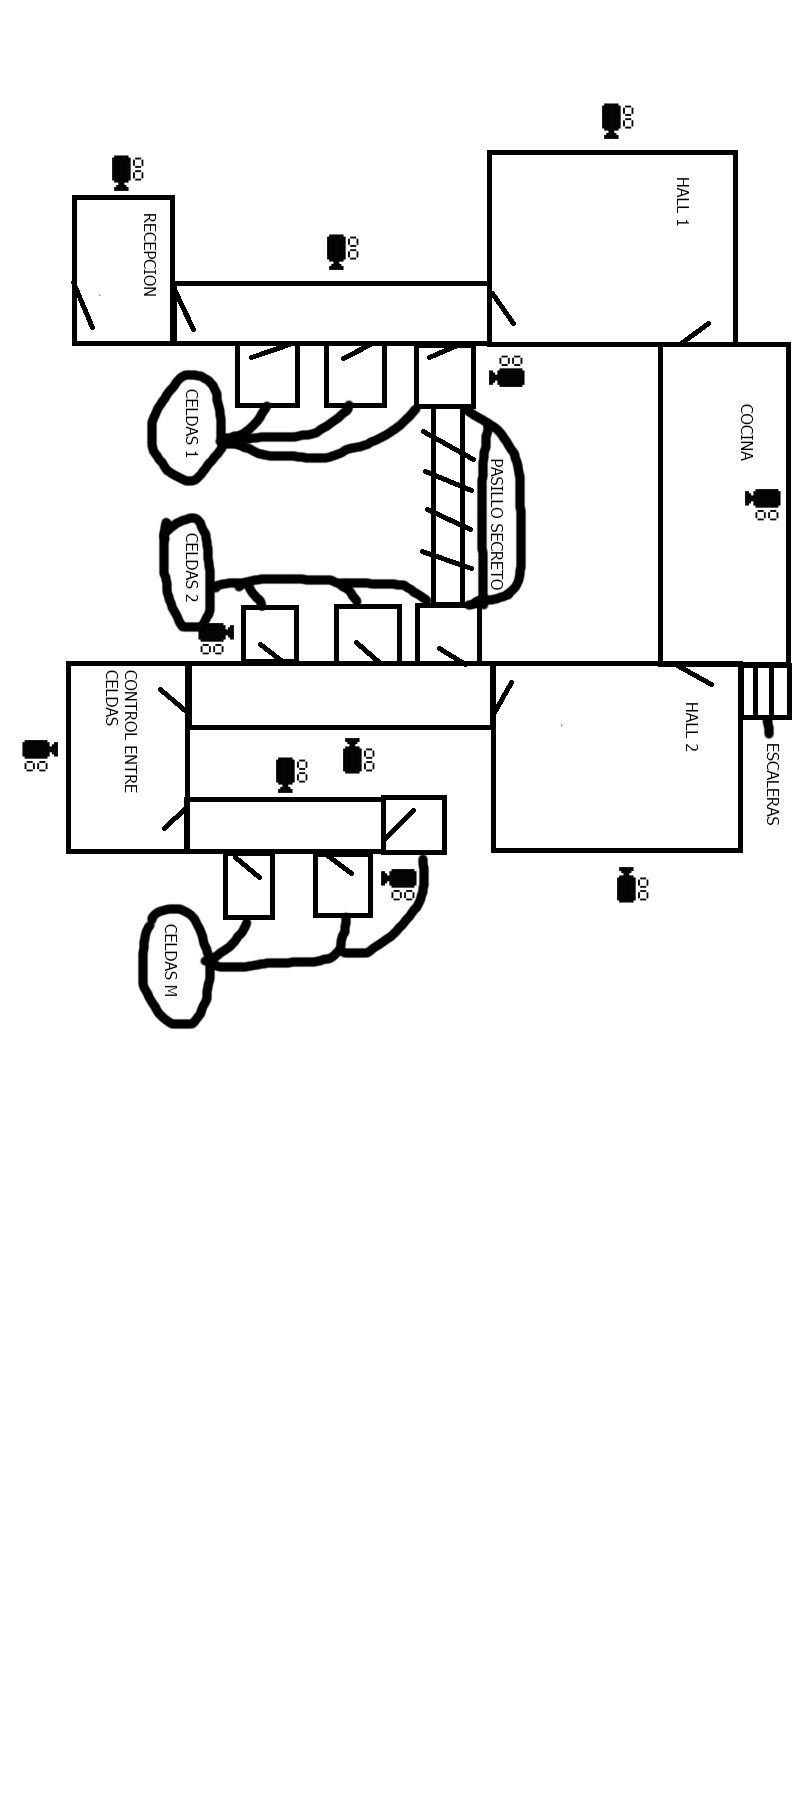 HALL 1
RECEPCION
COCINA
CELDAS 1
PASILLO SECRETO
CELDAS 2
CONTROL ENTRE
CELDAS
HALL 2
ESCALERAS
CELDAS M